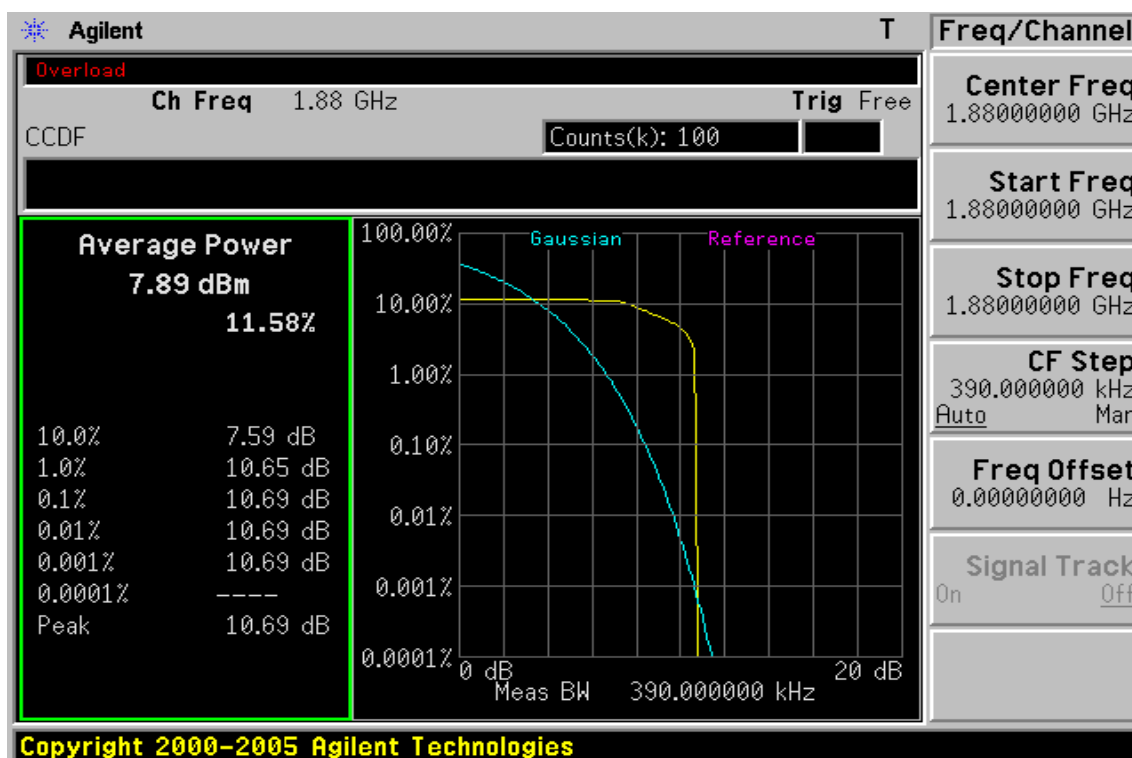 Agilent T Freq/Channel
Overload
Ch Freq 1.88 GHz Trig Free
CCDF Counts(k): 100
Center Freq
1.88000000 GHz
Start Freq
1.88000000 GHz
Stop Freq
1.88000000 GHz
CF Step
390.000000 kHz
Auto Man
Freq Offset
0.00000000 Hz
Signal Track
On Off
Average Power
7.89 dBm
11.58%
10.0% 7.59 dB
1.0% 10.65 dB
0.1% 10.69 dB
0.01% 10.69 dB
0.001% 10.69 dB
0.0001% ----
Peak 10.69 dB
Gaussian Reference
100.00%
10.00%
1.00%
0.10%
0.01%
0.001%
0.0001%
0 dB 20 dB
Meas BW 390.000000 kHz
Copyright 2000-2005 Agilent Technologies